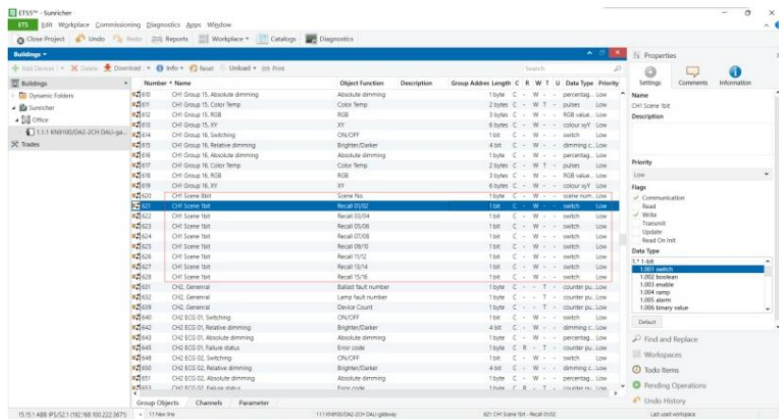 ETS5™ - Sunricher
ETS Edit Workplace Commissioning Diagnostics Apps Window
Close Project Undo Redo Reports Workplace Catalogs Diagnostics
Buildings
Add Devices Delete Download Info Reset Unload Print Search
Buildings
Dynamic Folders
Sunricher
Office
Trades
Number Name Object Function Description Group Addres Length C R W T U Data Type Priority
610 CH1 Group 15, Absolute dimming Absolute dimming 1 byte C - W - - percentag... Low
611 CH1 Group 15, Color Temp Color Temp 2 bytes C - W T - pulses Low
612 CH1 Group 15, RGB RGB 3 bytes C - W - - RGB value... Low
613 CH1 Group 15, XY XY 6 bytes C - W - - colour xyY Low
614 CH1 Group 16, Switching ON/OFF 1 bit C - W - - switch Low
615 CH1 Group 16, Relative dimming Brighter/Darker 4 bit C - W - - dimming c... Low
616 CH1 Group 16, Absolute dimming Absolute dimming 1 byte C - W - - percentag... Low
617 CH1 Group 16, Color Temp Color Temp 2 bytes C - W T - pulses Low
618 CH1 Group 16, RGB RGB 3 bytes C - W - - RGB value... Low
619 CH1 Group 16, XY XY 6 bytes C - W - - colour xyY Low
620 CH1 Scene 8bit Scene No. 1 byte C - W - - scene num... Low
621 CH1 Scene 1bit Recall 01/02 1 bit C - W - - switch Low
622 CH1 Scene 1bit Recall 03/04 1 bit C - W - - switch Low
623 CH1 Scene 1bit Recall 05/06 1 bit C - W - - switch Low
624 CH1 Scene 1bit Recall 07/08 1 bit C - W - - switch Low
625 CH1 Scene 1bit Recall 09/10 1 bit C - W - - switch Low
626 CH1 Scene 1bit Recall 11/12 1 bit C - W - - switch Low
627 CH1 Scene 1bit Recall 13/14 1 bit C - W - - switch Low
628 CH1 Scene 1bit Recall 15/16 1 bit C - W - - switch Low
631 CH2, Generral Ballast fault number 1 byte C - - T - counter pu... Low
632 CH2, Generral Lamp fault number 1 byte C - - T - counter pu... Low
639 CH2, Generral Device Count 1 byte C - - T - counter pu... Low
640 CH2 ECG 01, Switching ON/OFF 1 bit C - W - - switch Low
642 CH2 ECG 01, Relative dimming Brighter/Darker 4 bit C - W - - dimming c... Low
643 CH2 ECG 01, Absolute dimming Absolute dimming 1 byte C - W - - percentag... Low
CH2 ECG 01, Failure status Error code 1 byte C R - T - counter pu... Low
648 CH2 ECG 02, Switching ON/OFF 1 bit C - W - - switch Low
650 CH2 ECG 02, Relative dimming Brighter/Darker 4 bit C - W - - dimming c... Low
651 CH2 ECG 02, Absolute dimming Absolute dimming 1 byte C - W - - percentag... Low
CH2 ECG 02, Failure status Error code 1 byte C R - T - counter pu... Low
Group Objects Channels Parameter
Properties
Settings Comments Information
Name
CH1 Scene 1bit
Description
Priority
Low
Flags
Communication
Read
Write
Transmit
Update
Read On Init
Data Type
1.* 1-bit
1.001 switch
1.002 boolean
1.003 enable
1.004 ramp
1.005 alarm
1.006 binary value
Default
Find and Replace
Workspaces
Todo Items
Pending Operations
Undo History
1.1 New line 621 CH1 Scene 1bit - Recall 01/02 Last used workspace